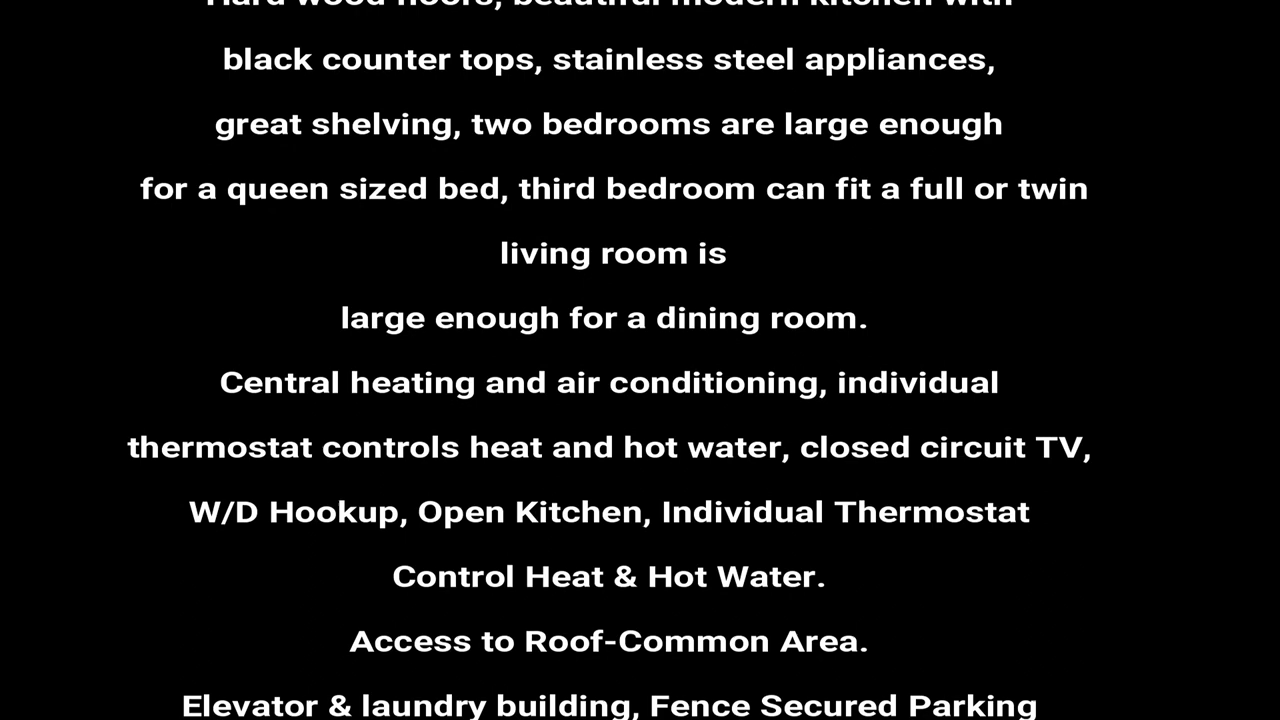 Hard wood floors, beautiful modern kitchen with
black counter tops, stainless steel appliances,
great shelving, two bedrooms are large enough
for a queen sized bed, third bedroom can fit a full or twin
living room is
large enough for a dining room.
Central heating and air conditioning, individual
thermostat controls heat and hot water, closed circuit TV,
W/D Hookup, Open Kitchen, Individual Thermostat
Control Heat & Hot Water.
Access to Roof-Common Area.
Elevator & laundry building, Fence Secured Parking